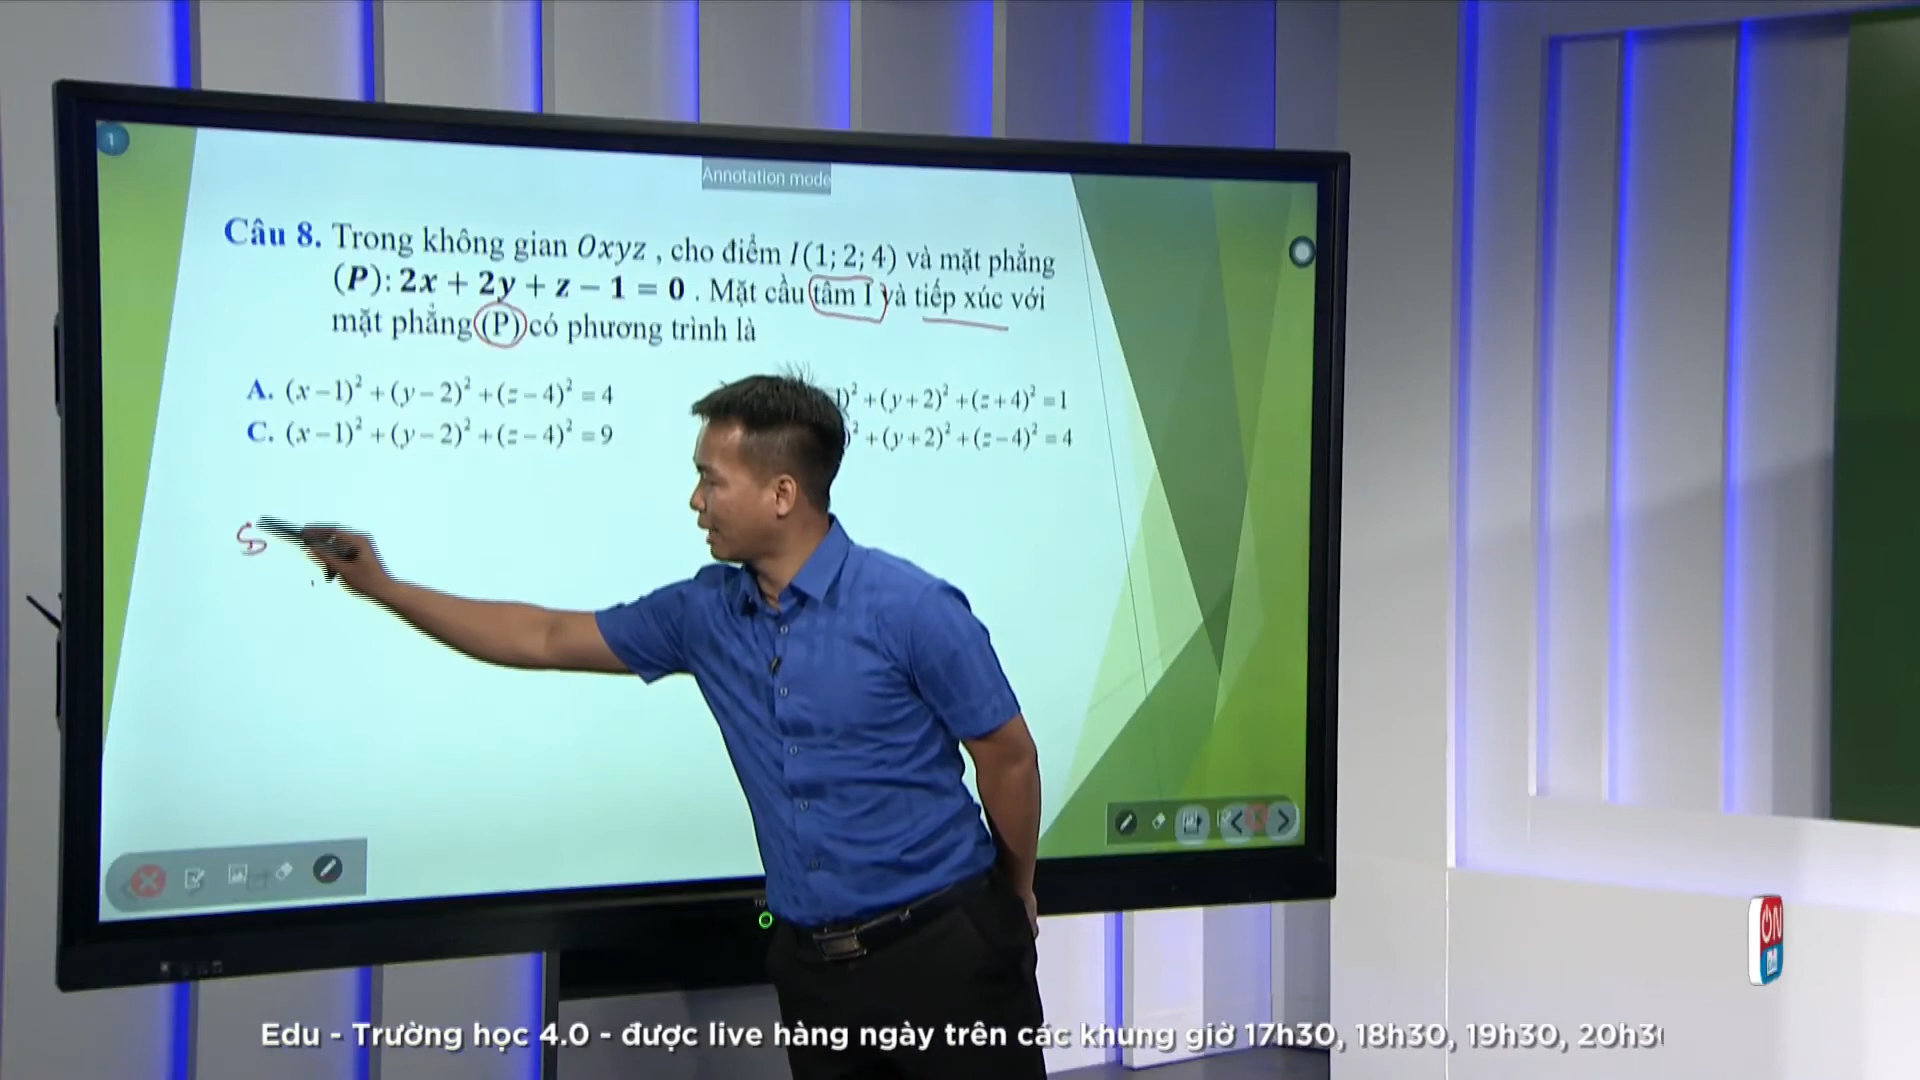 1
Annotation mode
Câu 8. Trong không gian Oxyz , cho điểm I(1; 2; 4) và mặt phẳng
(P): 2x + 2y + z − 1 = 0 . Mặt cầu tâm I và tiếp xúc với
mặt phẳng (P) có phương trình là
A. (x−1)² +(y−2)² +(z−4)² = 4
1)² +(y+2)² +(z+4)² =1
C. (x−1)² +(y−2)² +(z−4)² = 9
)² +(y+2)² +(z−4)² = 4
S
ON
Edu - Trường học 4.0 - được live hàng ngày trên các khung giờ 17h30, 18h30, 19h30, 20h3